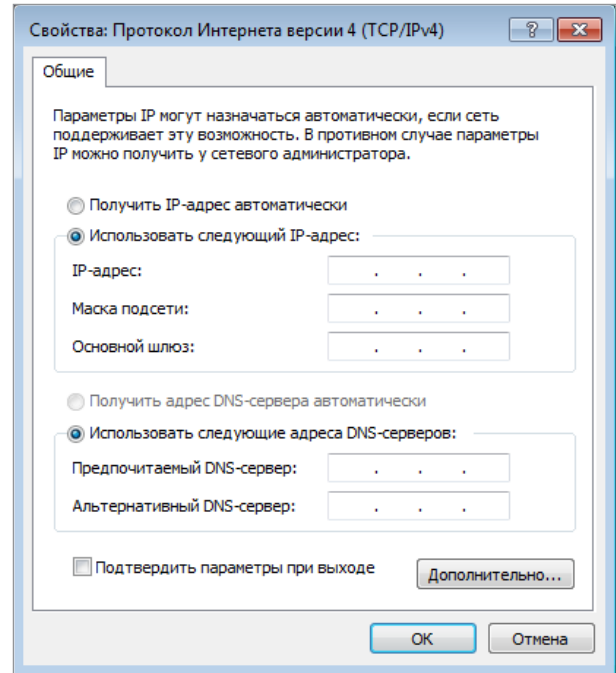 Свойства: Протокол Интернета версии 4 (TCP/IPv4)
Общие
Параметры IP могут назначаться автоматически, если сеть
поддерживает эту возможность. В противном случае параметры
IP можно получить у сетевого администратора.
Получить IP-адрес автоматически
Использовать следующий IP-адрес:
IP-адрес:
Маска подсети:
Основной шлюз:
Получить адрес DNS-сервера автоматически
Использовать следующие адреса DNS-серверов:
Предпочитаемый DNS-сервер:
Альтернативный DNS-сервер:
Подтвердить параметры при выходе
Дополнительно...
ОК
Отмена